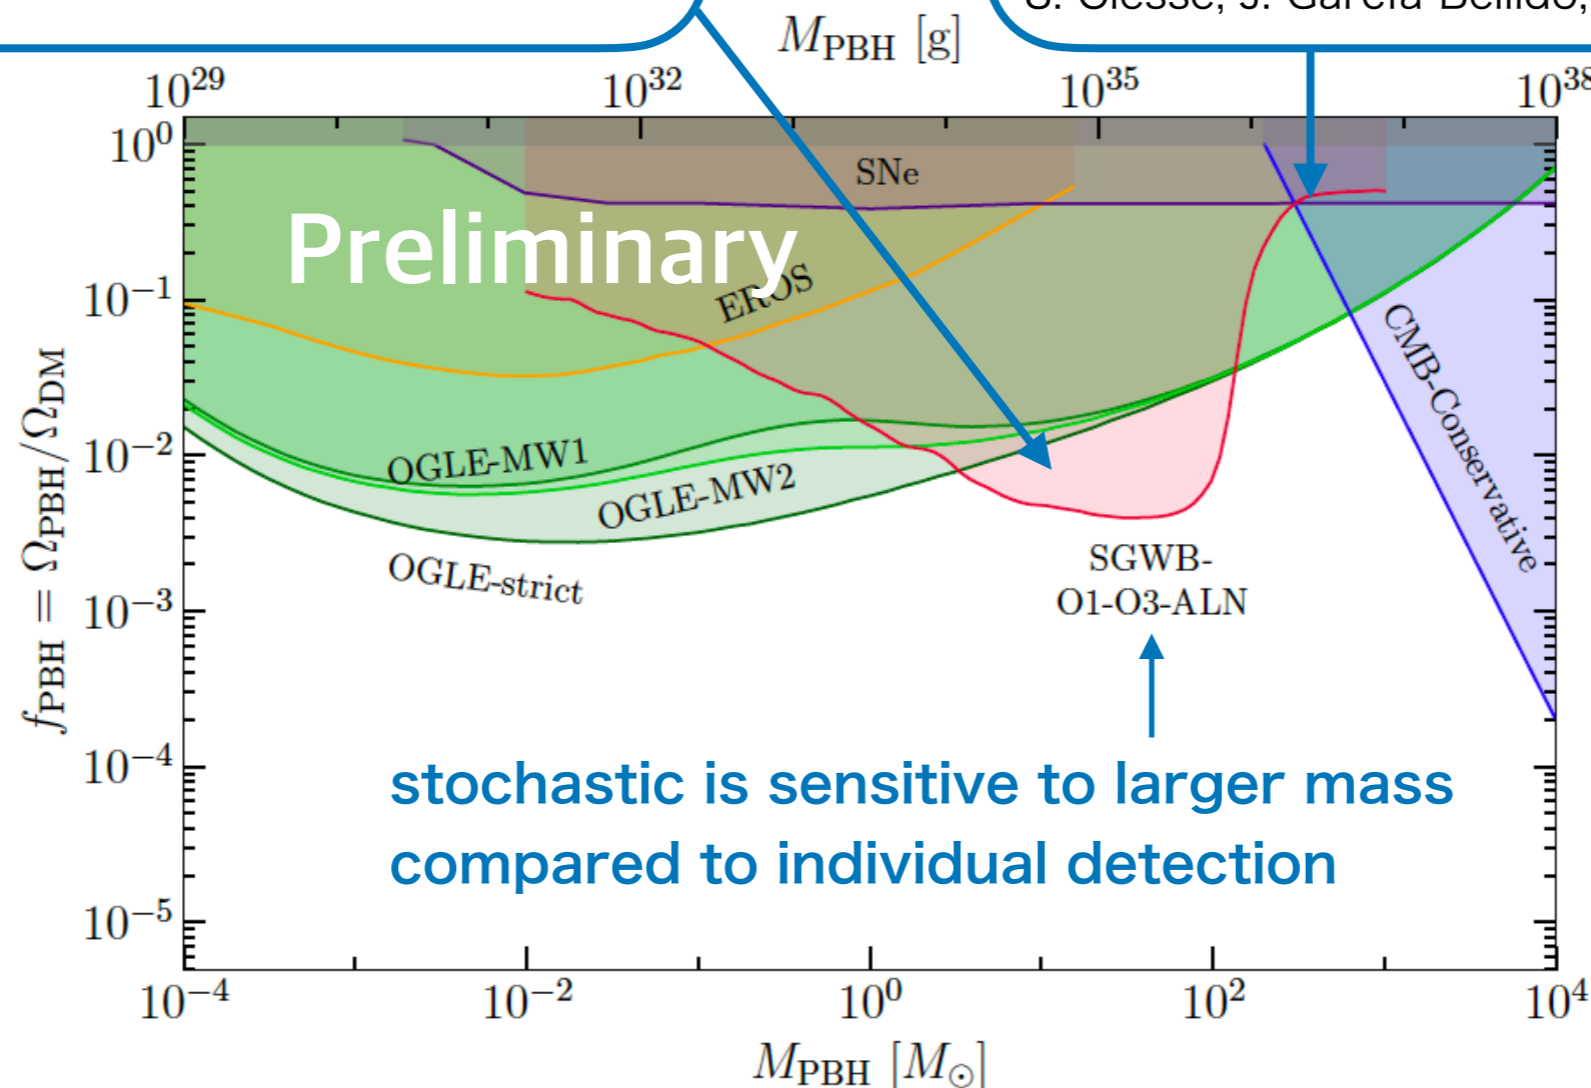 S. Clesse, J. García-Bellido,
M_PBH [g]
10^29 10^32 10^35 10^38
10^0
SNe
Preliminary
EROS
10^−1
CMB-Conservative
10^−2
OGLE-MW1
OGLE-MW2
OGLE-strict
SGWB-
O1-O3-ALN
10^−3
f_PBH = Ω_PBH/Ω_DM
10^−4
stochastic is sensitive to larger mass
compared to individual detection
10^−5
10^−4 10^−2 10^0 10^2 10^4
M_PBH [M_⊙]